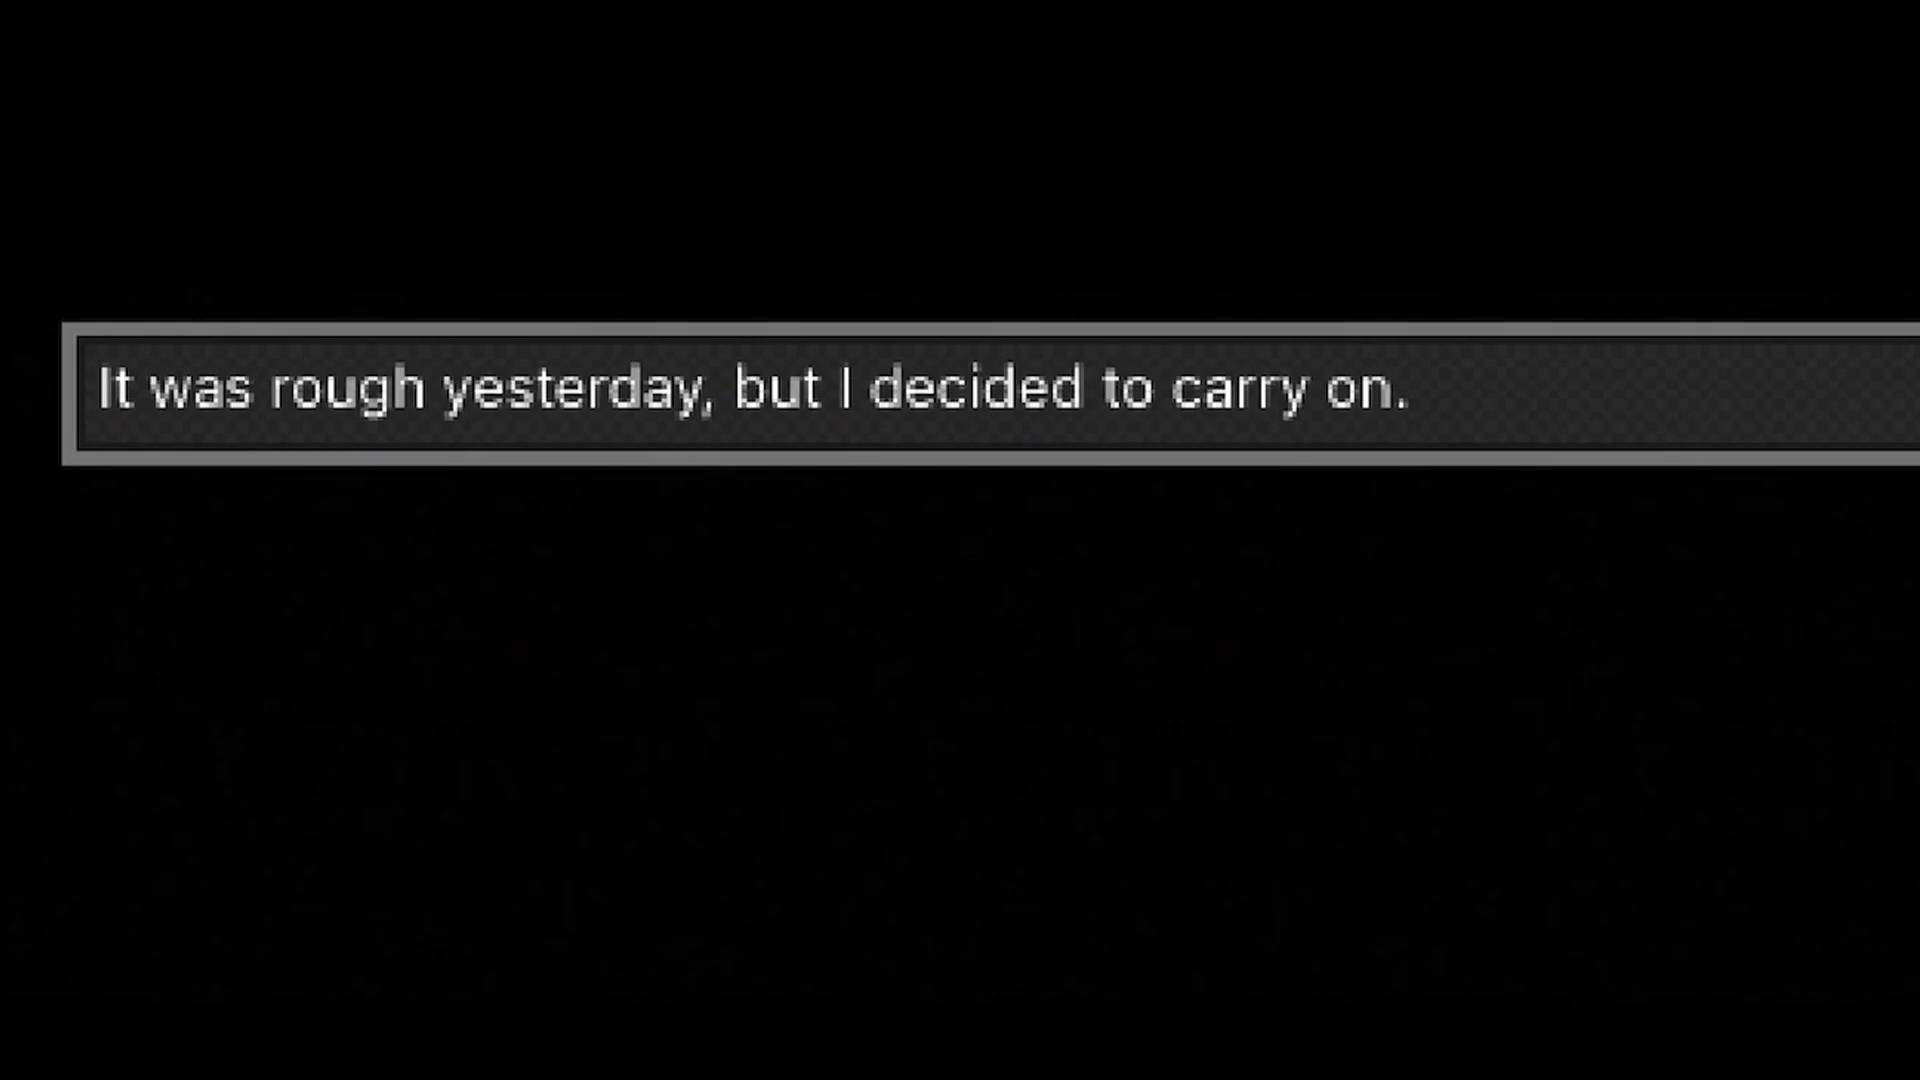 It was rough yesterday, but I decided to carry on.